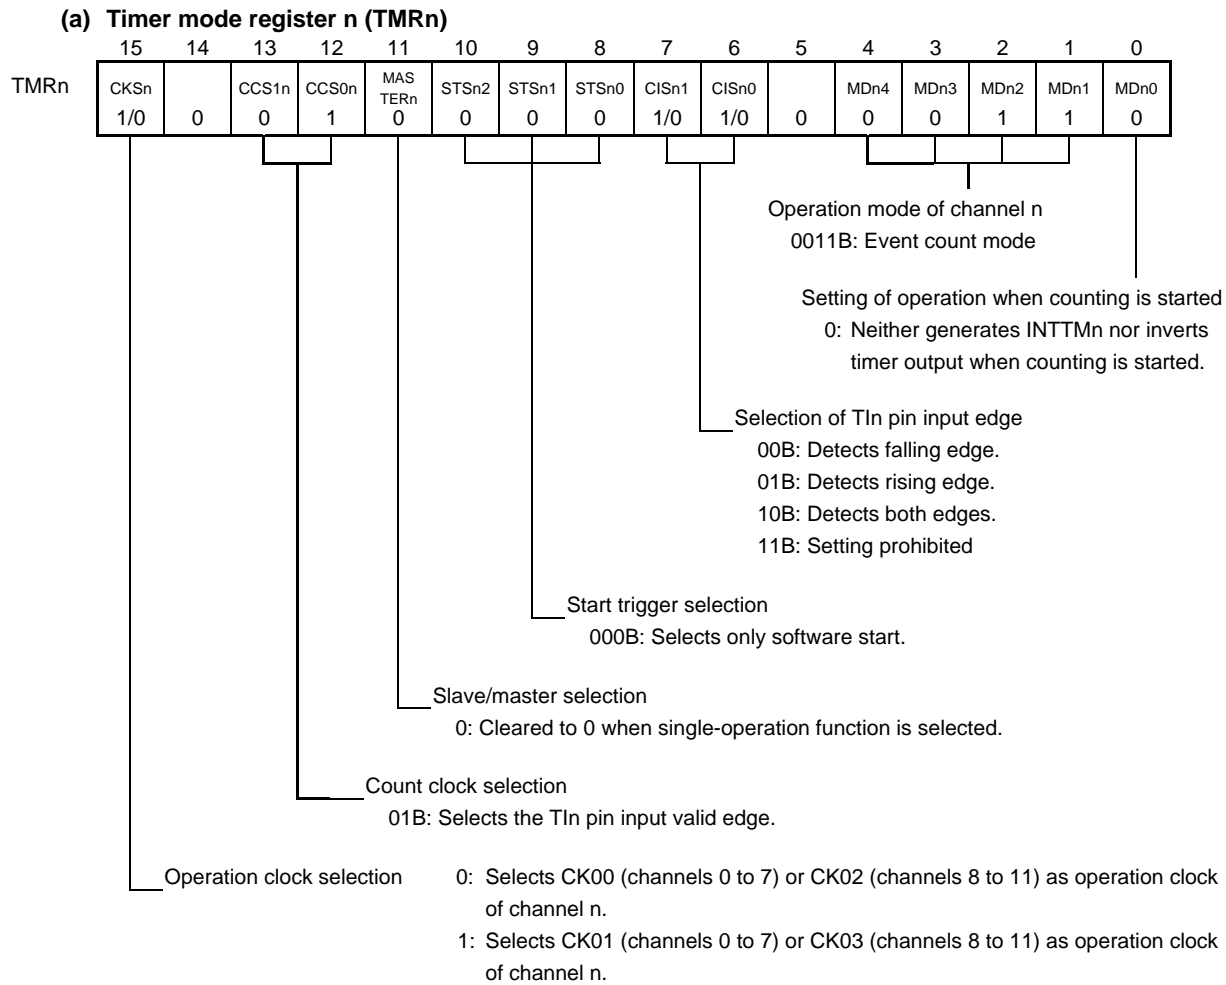 (a) Timer mode register n (TMRn)
15 14 13 12 11 10 9 8 7 6 5 4 3 2 1 0
TMRn CKSn CCS1n CCS0n MAS TERn STSn2 STSn1 STSn0 CISn1 CISn0 MDn4 MDn3 MDn2 MDn1 MDn0
1/0 0 0 1 0 0 0 0 1/0 1/0 0 0 0 1 1 0
Operation mode of channel n
0011B: Event count mode
Setting of operation when counting is started
0: Neither generates INTTMn nor inverts
timer output when counting is started.
Selection of TIn pin input edge
00B: Detects falling edge.
01B: Detects rising edge.
10B: Detects both edges.
11B: Setting prohibited
Start trigger selection
000B: Selects only software start.
Slave/master selection
0: Cleared to 0 when single-operation function is selected.
Count clock selection
01B: Selects the TIn pin input valid edge.
Operation clock selection 0: Selects CK00 (channels 0 to 7) or CK02 (channels 8 to 11) as operation clock
of channel n.
1: Selects CK01 (channels 0 to 7) or CK03 (channels 8 to 11) as operation clock
of channel n.